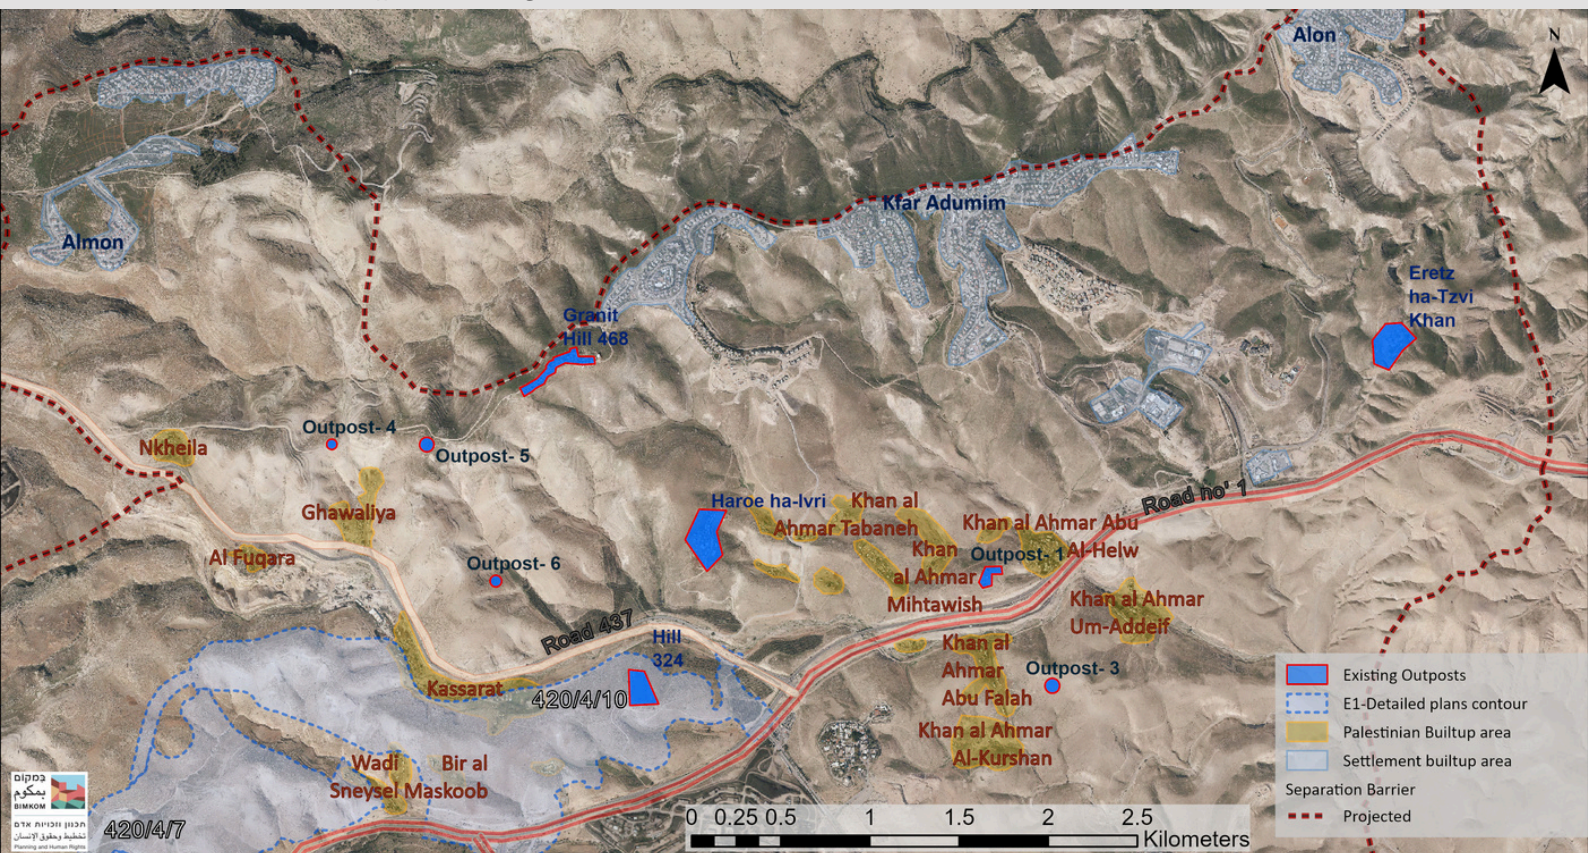 Alon
N
Kfar Adumim
Almon
Eretz
ha-Tzvi
Khan
Granit
Hill 468
Outpost- 4
Outpost- 5
Nkheila
Ghawaliya
Haroe ha-Ivri
Khan al
Ahmar Tabaneh
Road no' 1
Khan al Ahmar Abu
Al-Helw
Al Fuqara
Outpost- 6
Khan
al Ahmar
Mihtawish
Outpost- 1
Khan al Ahmar
Um-Addeif
Road 437
Hill
324
Khan al
Ahmar
Abu Falah
Outpost- 3
Kassarat
420/4/10
Khan al Ahmar
Al-Kurshan
Wadi
Sneysel
Bir al
Maskoob
420/4/7
Existing Outposts
E1-Detailed plans contour
Palestinian Builtup area
Settlement builtup area
Separation Barrier
Projected
0 0.25 0.5 1 1.5 2 2.5
Kilometers
במקום
بمكوم
BIMKOM
תכנון וזכויות אדם
تخطيط وحقوق الإنسان
Planning and Human Rights